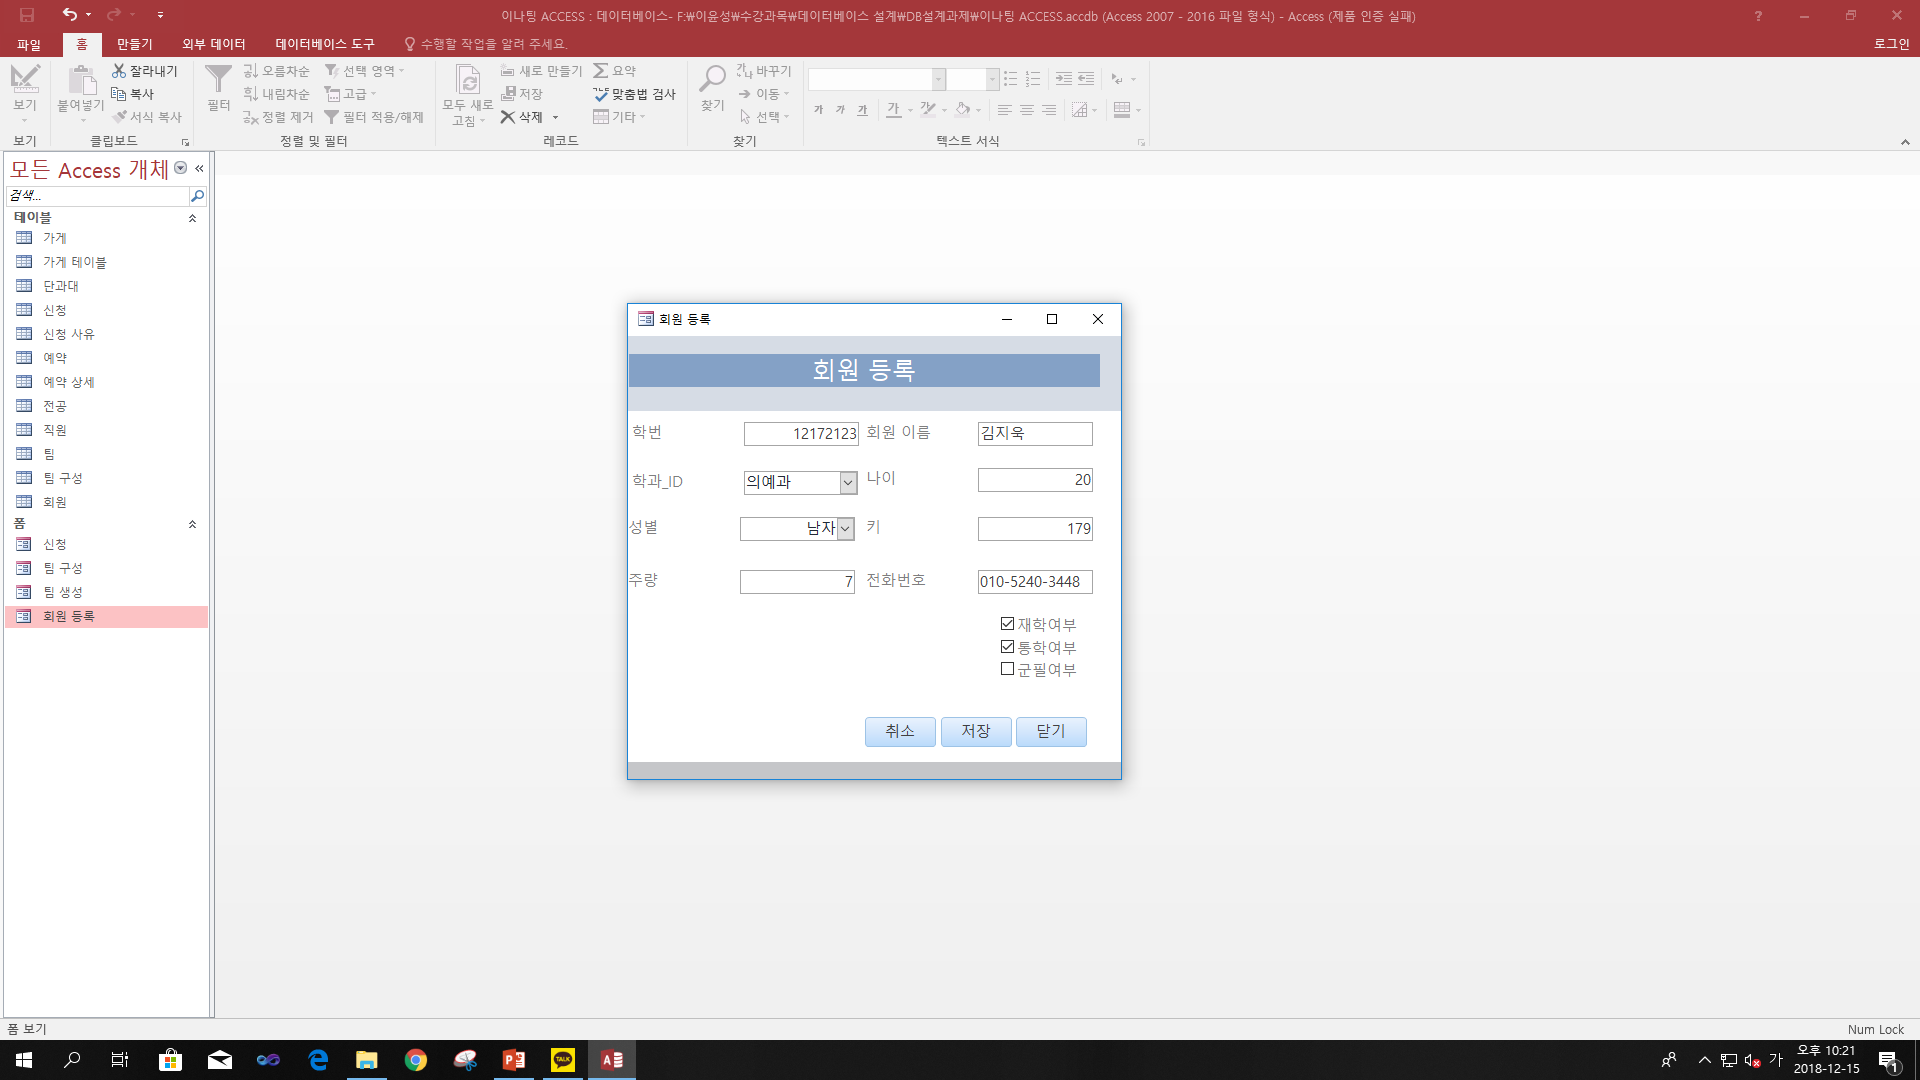 이나팅 ACCESS : 데이터베이스- F:₩이윤성₩수강과목₩데이터베이스 설계₩DB설계과제₩이나팅 ACCESS.accdb (Access 2007 - 2016 파일 형식) - Access (제품 인증 실패)
파일 홈 만들기 외부 데이터 데이터베이스 도구 수행할 작업을 알려 주세요. 로그인
보기
보기
붙여넣기
잘라내기
복사
서식 복사
클립보드
필터
오름차순
내림차순
정렬 제거
선택 영역
고급
필터 적용/해제
정렬 및 필터
모두 새로
고침
새로 만들기
저장
삭제
요약
맞춤법 검사
기타
레코드
찾기
바꾸기
이동
선택
찾기
가 가 가 가
텍스트 서식
모든 Access 개체
검색...
테이블
가게
가게 테이블
단과대
신청
신청 사유
예약
예약 상세
전공
직원
팀
팀 구성
회원
폼
신청
팀 구성
팀 생성
회원 등록
회원 등록
회원 등록
학번 12172123 회원 이름 김지욱
학과_ID 의예과 나이 20
성별 남자 키 179
주량 7 전화번호 010-5240-3448
재학여부
통학여부
군필여부
취소 저장 닫기
폼 보기
Num Lock
TALK
가
오후 10:21
2018-12-15
1